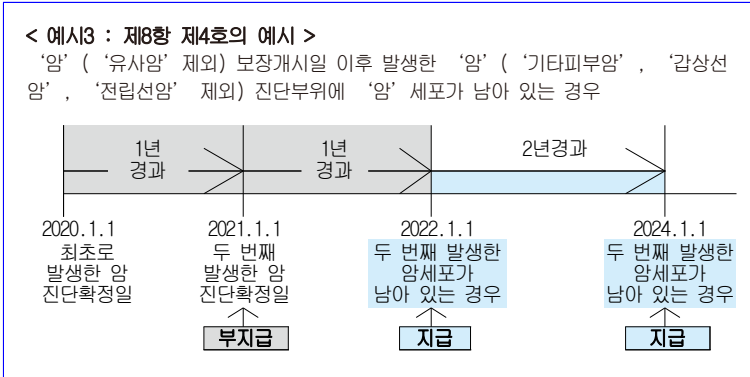 < 예시3 : 제8항 제4호의 예시 >
‘암’ ( ‘유사암’ 제외) 보장개시일 이후 발생한 ‘암’ ( ‘기타피부암’ , ‘갑상선
암’ , ‘전립선암’ 제외) 진단부위에 ‘암’ 세포가 남아 있는 경우
1년
경과
1년
경과
2년경과
2020.1.1
최초로
발생한 암
진단확정일
2021.1.1
두 번째
발생한 암
진단확정일
부지급
2022.1.1
두 번째 발생한
암세포가
남아 있는 경우
지급
2024.1.1
두 번째 발생한
암세포가
남아 있는 경우
지급